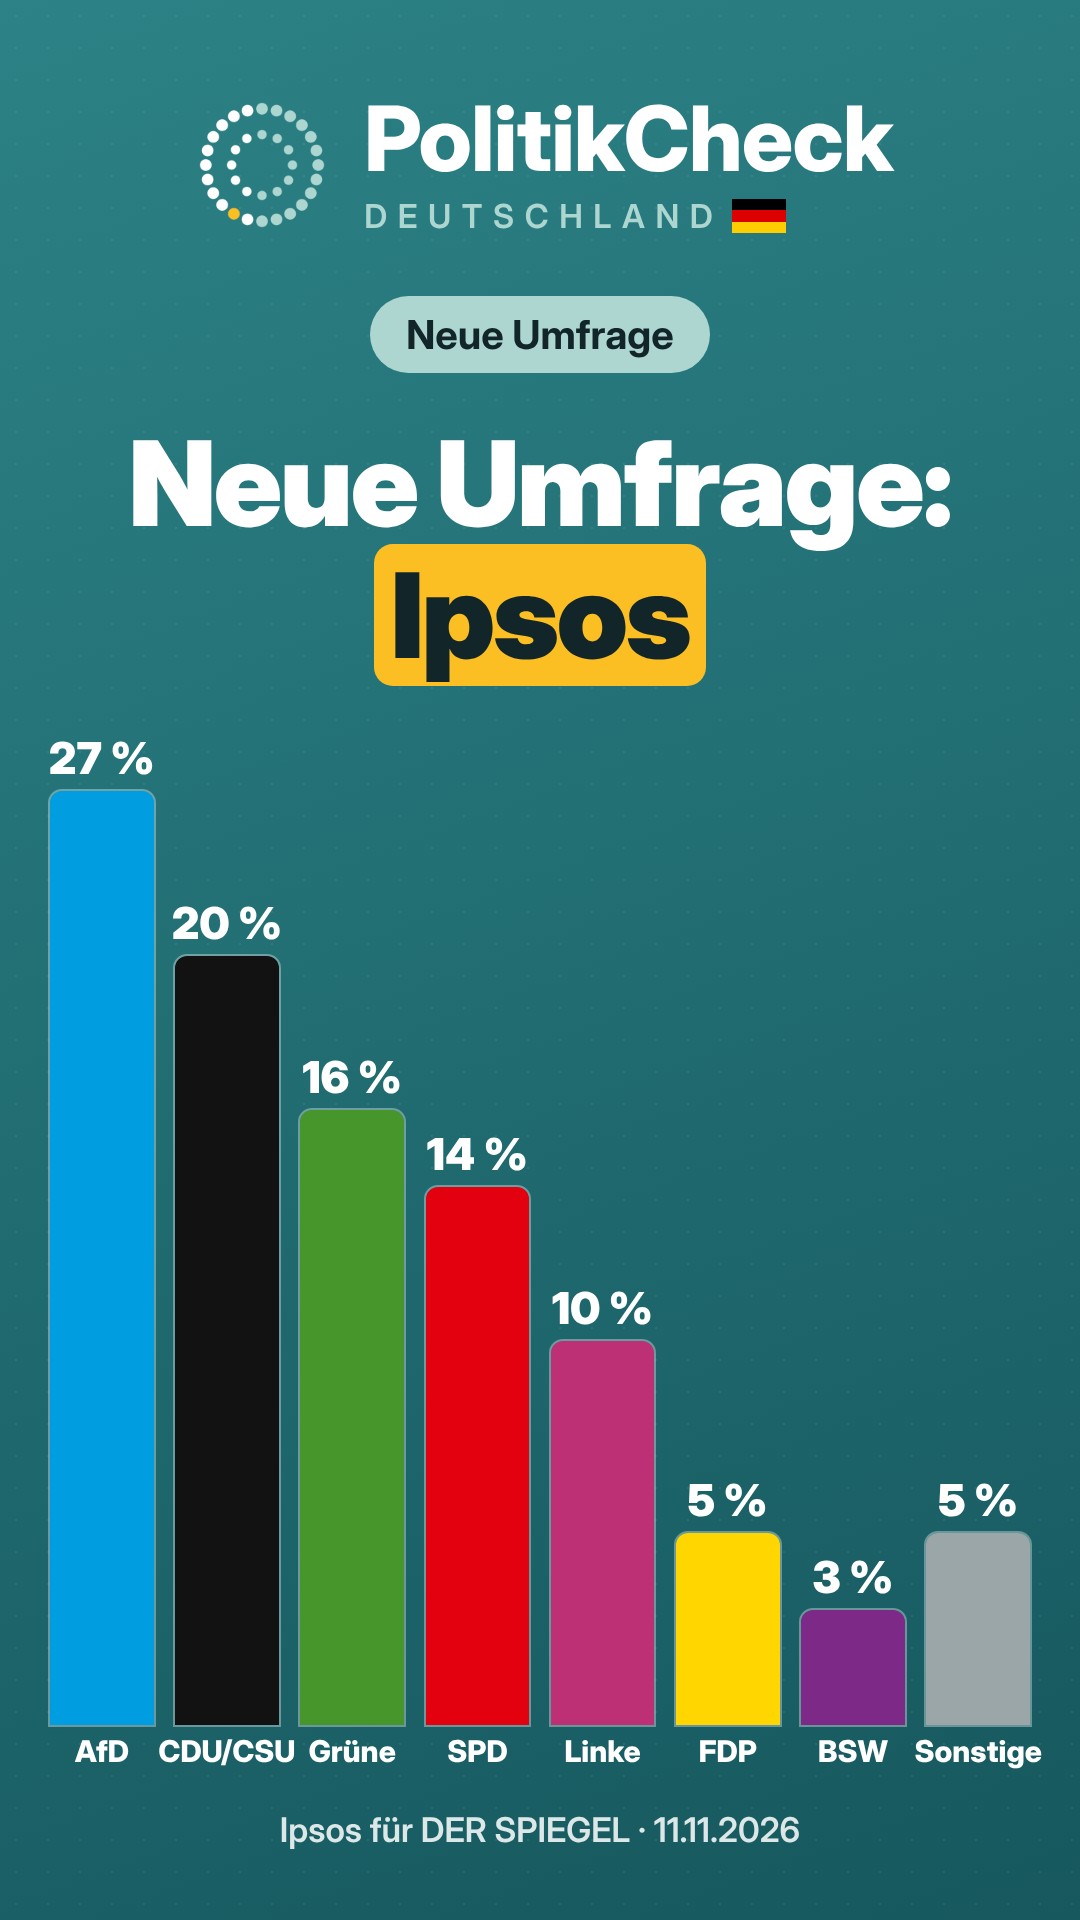 PolitikCheck
DEUTSCHLAND
Neue Umfrage
Neue Umfrage:
Ipsos
27 %
20 %
16 %
14 %
10 %
5 %
3 %
5 %
AfD CDU/CSU Grüne SPD Linke FDP BSW Sonstige
Ipsos für DER SPIEGEL · 11.11.2026